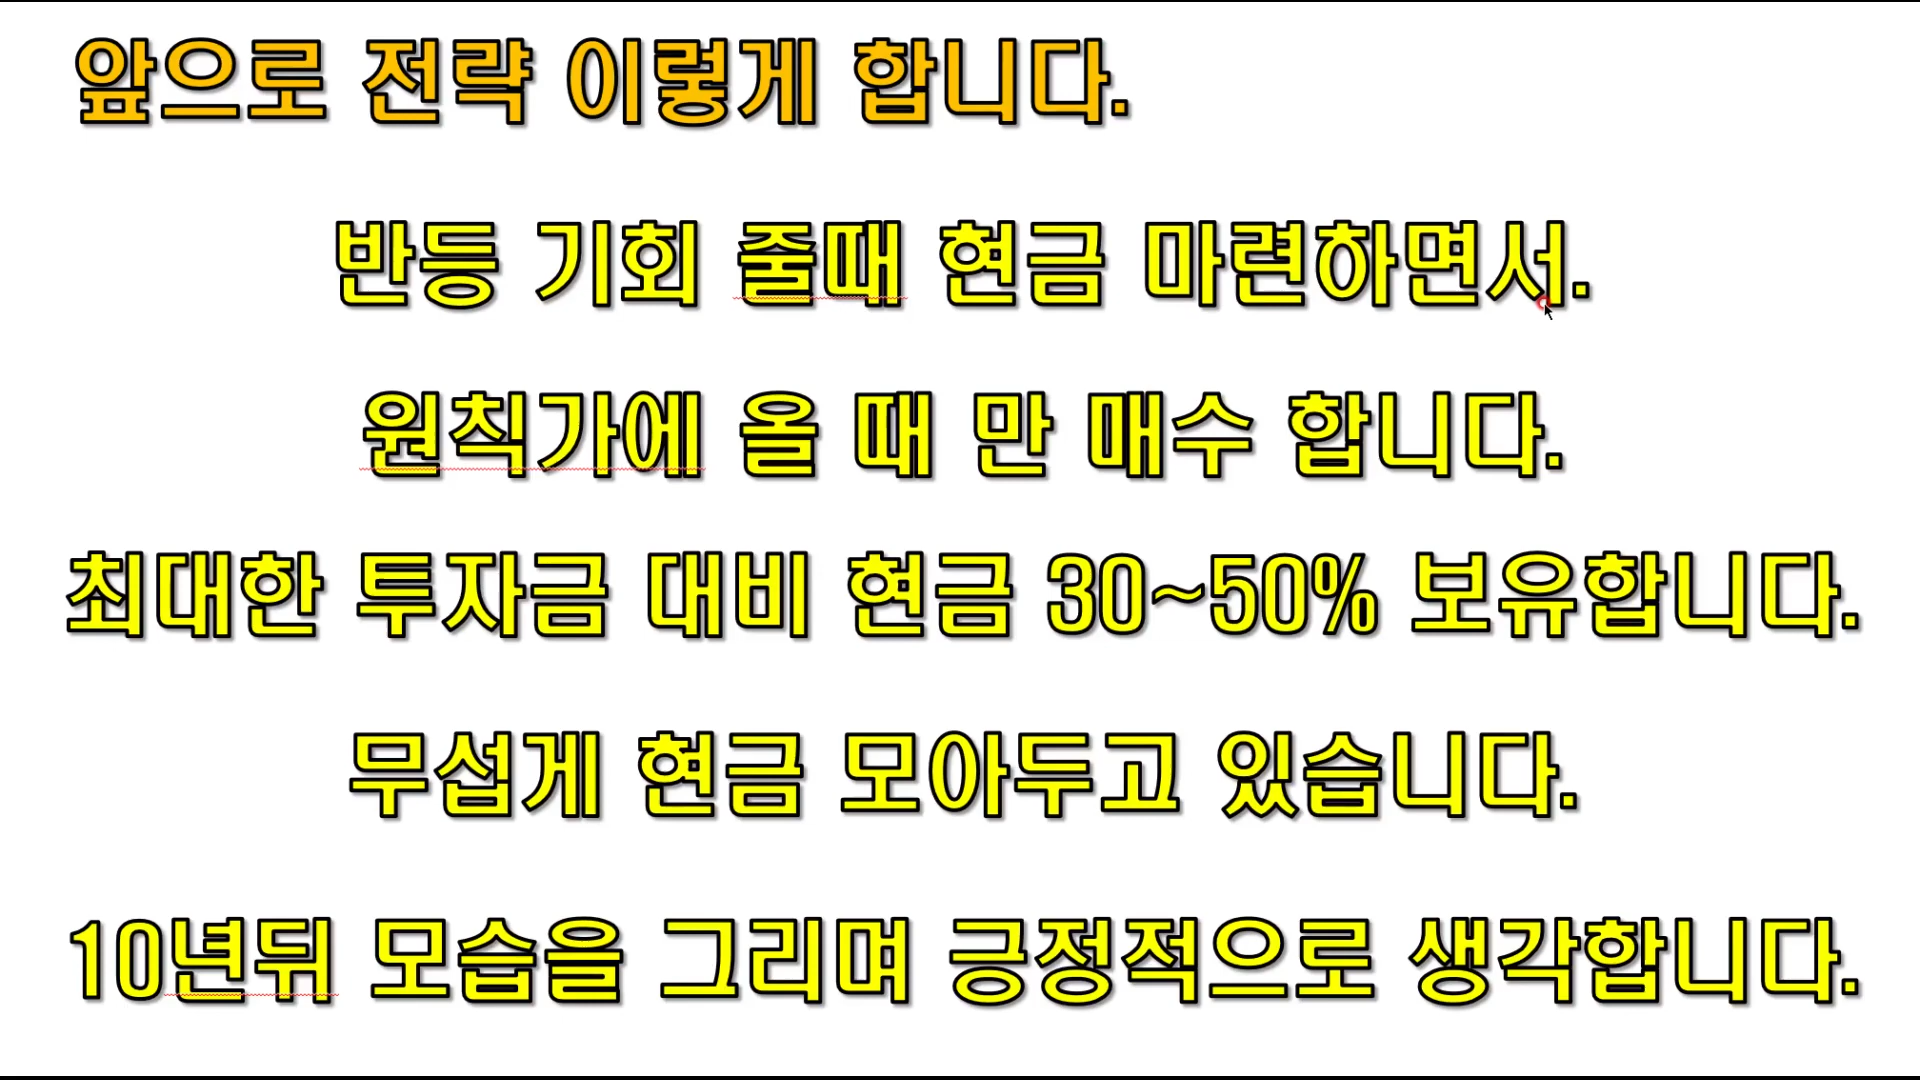 앞으로 전략 이렇게 합니다.
반등 기회 줄때 현금 마련하면서.
원칙가에 올 때 만 매수 합니다.
최대한 투자금 대비 현금 30~50% 보유합니다.
무섭게 현금 모아두고 있습니다.
10년뒤 모습을 그리며 긍정적으로 생각합니다.